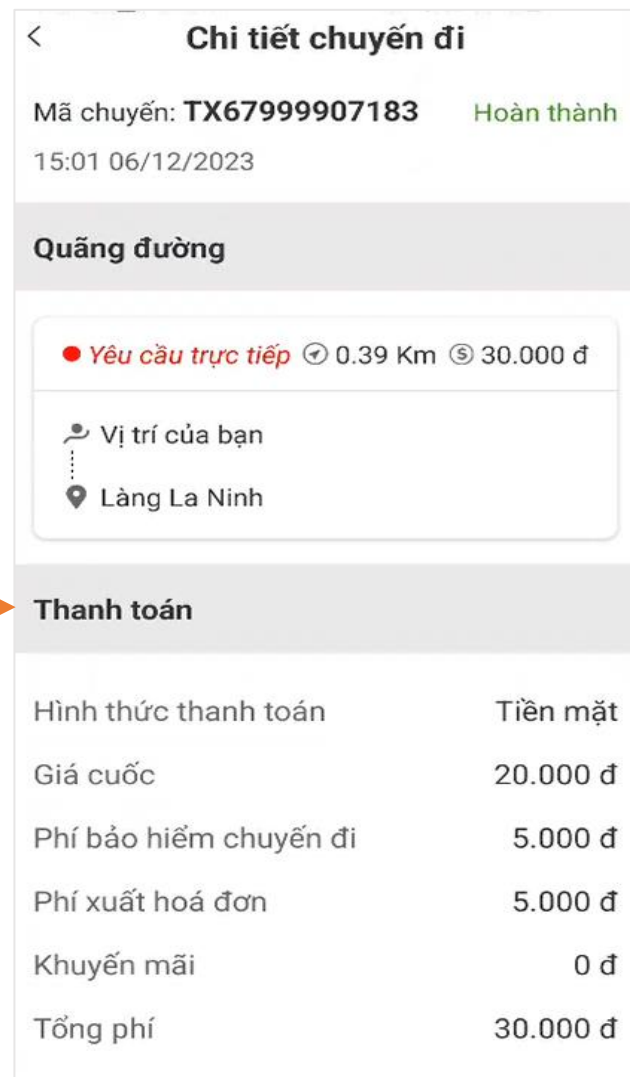 Chi tiết chuyến đi
Mã chuyến: TX67999907183 Hoàn thành
15:01 06/12/2023
Quãng đường
Yêu cầu trực tiếp 0.39 Km 30.000 đ
Vị trí của bạn
Làng La Ninh
Thanh toán
Hình thức thanh toán Tiền mặt
Giá cuốc 20.000 đ
Phí bảo hiểm chuyến đi 5.000 đ
Phí xuất hoá đơn 5.000 đ
Khuyến mãi 0 đ
Tổng phí 30.000 đ